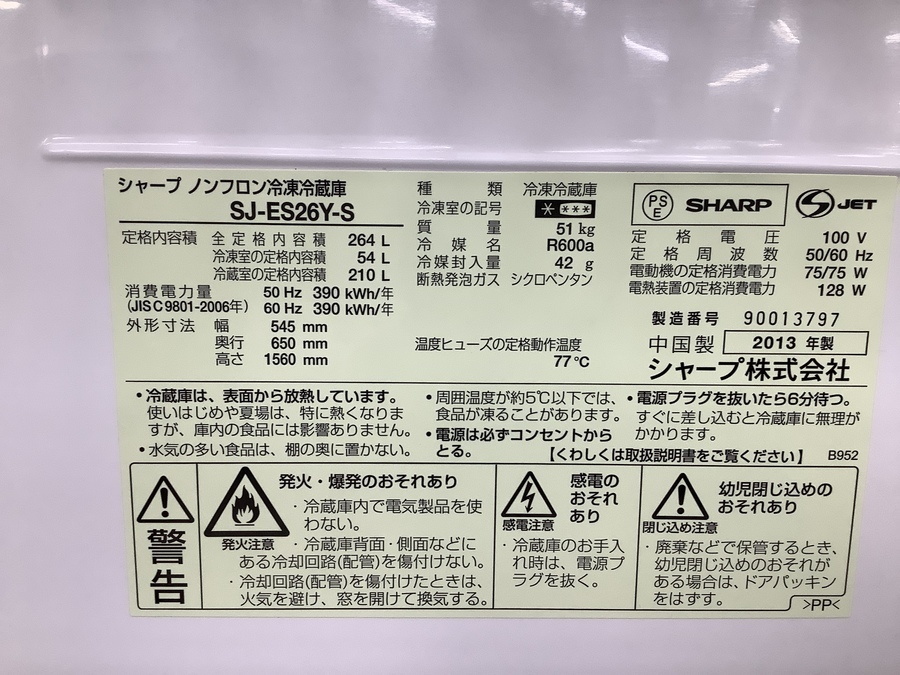 シャープ ノンフロン冷凍冷蔵庫
SJ-ES26Y-S
定格内容積 全定格内容積 264 L
冷凍室の定格内容積 54 L
冷蔵室の定格内容積 210 L
消費電力量 50 Hz 390 kWh/年
(JIS C 9801-2006年) 60 Hz 390 kWh/年
外形寸法 幅 545 mm
奥行 650 mm
高さ 1560 mm
種類 冷凍冷蔵庫
冷凍室の記号 * ***
質量 51 kg
冷媒名 R600a
冷媒封入量 42 g
断熱発泡ガス シクロペンタン
温度ヒューズの定格動作温度
77℃
PS
E
SHARP
JET
定格電圧 100 V
定格周波数 50/60 Hz
電動機の定格消費電力 75/75 W
電熱装置の定格消費電力 128 W
製造番号 90013797
中国製 2013 年製
シャープ株式会社
・冷蔵庫は、表面から放熱しています。
使いはじめや夏場は、特に熱くなりま
すが、庫内の食品には影響ありません。
・水気の多い食品は、棚の奥に置かない。
・周囲温度が約5℃以下では、
食品が凍ることがあります。
・電源は必ずコンセントから
とる。
・電源プラグを抜いたら6分待つ。
すぐに差し込むと冷蔵庫に無理が
かかります。
【くわしくは取扱説明書をご覧ください】 B952
警告
発火注意
発火・爆発のおそれあり
・冷蔵庫内で電気製品を使
わない。
・冷蔵庫背面・側面などに
ある冷却回路(配管)を傷付けない。
・冷却回路(配管)を傷付けたときは、
火気を避け、窓を開けて換気する。
感電注意
感電の
おそれ
あり
・冷蔵庫のお手入
れ時は、電源プ
ラグを抜く。
閉じ込め注意
幼児閉じ込めの
おそれあり
・廃棄などで保管するとき、
幼児閉じ込めのおそれが
ある場合は、ドアパッキン
をはずす。
>PP<